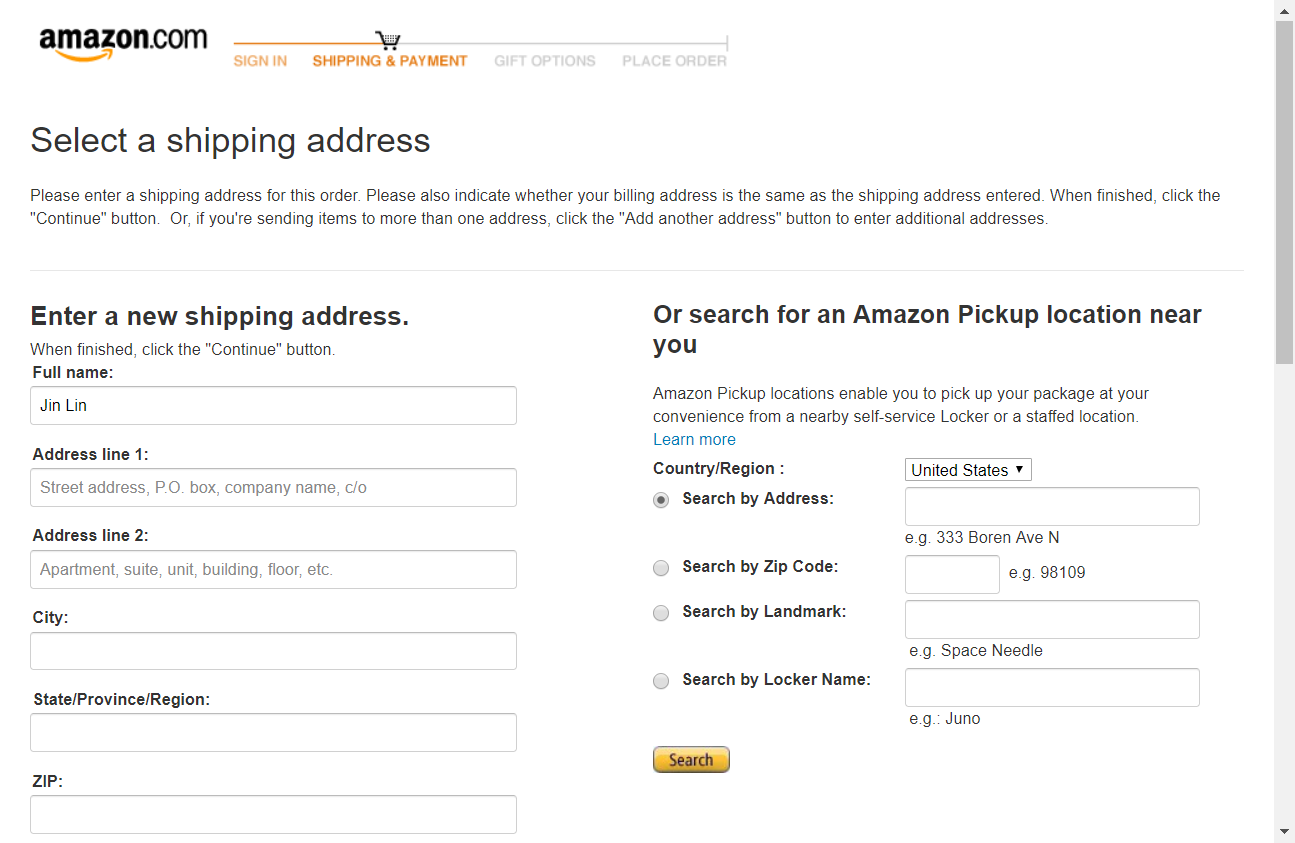 amazon.com
SIGN IN SHIPPING & PAYMENT GIFT OPTIONS PLACE ORDER
Select a shipping address
Please enter a shipping address for this order. Please also indicate whether your billing address is the same as the shipping address entered. When finished, click the
"Continue" button. Or, if you're sending items to more than one address, click the "Add another address" button to enter additional addresses.
Enter a new shipping address.
When finished, click the "Continue" button.
Full name:
Jin Lin
Address line 1:
Street address, P.O. box, company name, c/o
Address line 2:
Apartment, suite, unit, building, floor, etc.
City:
State/Province/Region:
ZIP:
Or search for an Amazon Pickup location near
you
Amazon Pickup locations enable you to pick up your package at your
convenience from a nearby self-service Locker or a staffed location.
Learn more
Country/Region : United States
Search by Address:
e.g. 333 Boren Ave N
Search by Zip Code: e.g. 98109
Search by Landmark:
e.g. Space Needle
Search by Locker Name:
e.g.: Juno
Search